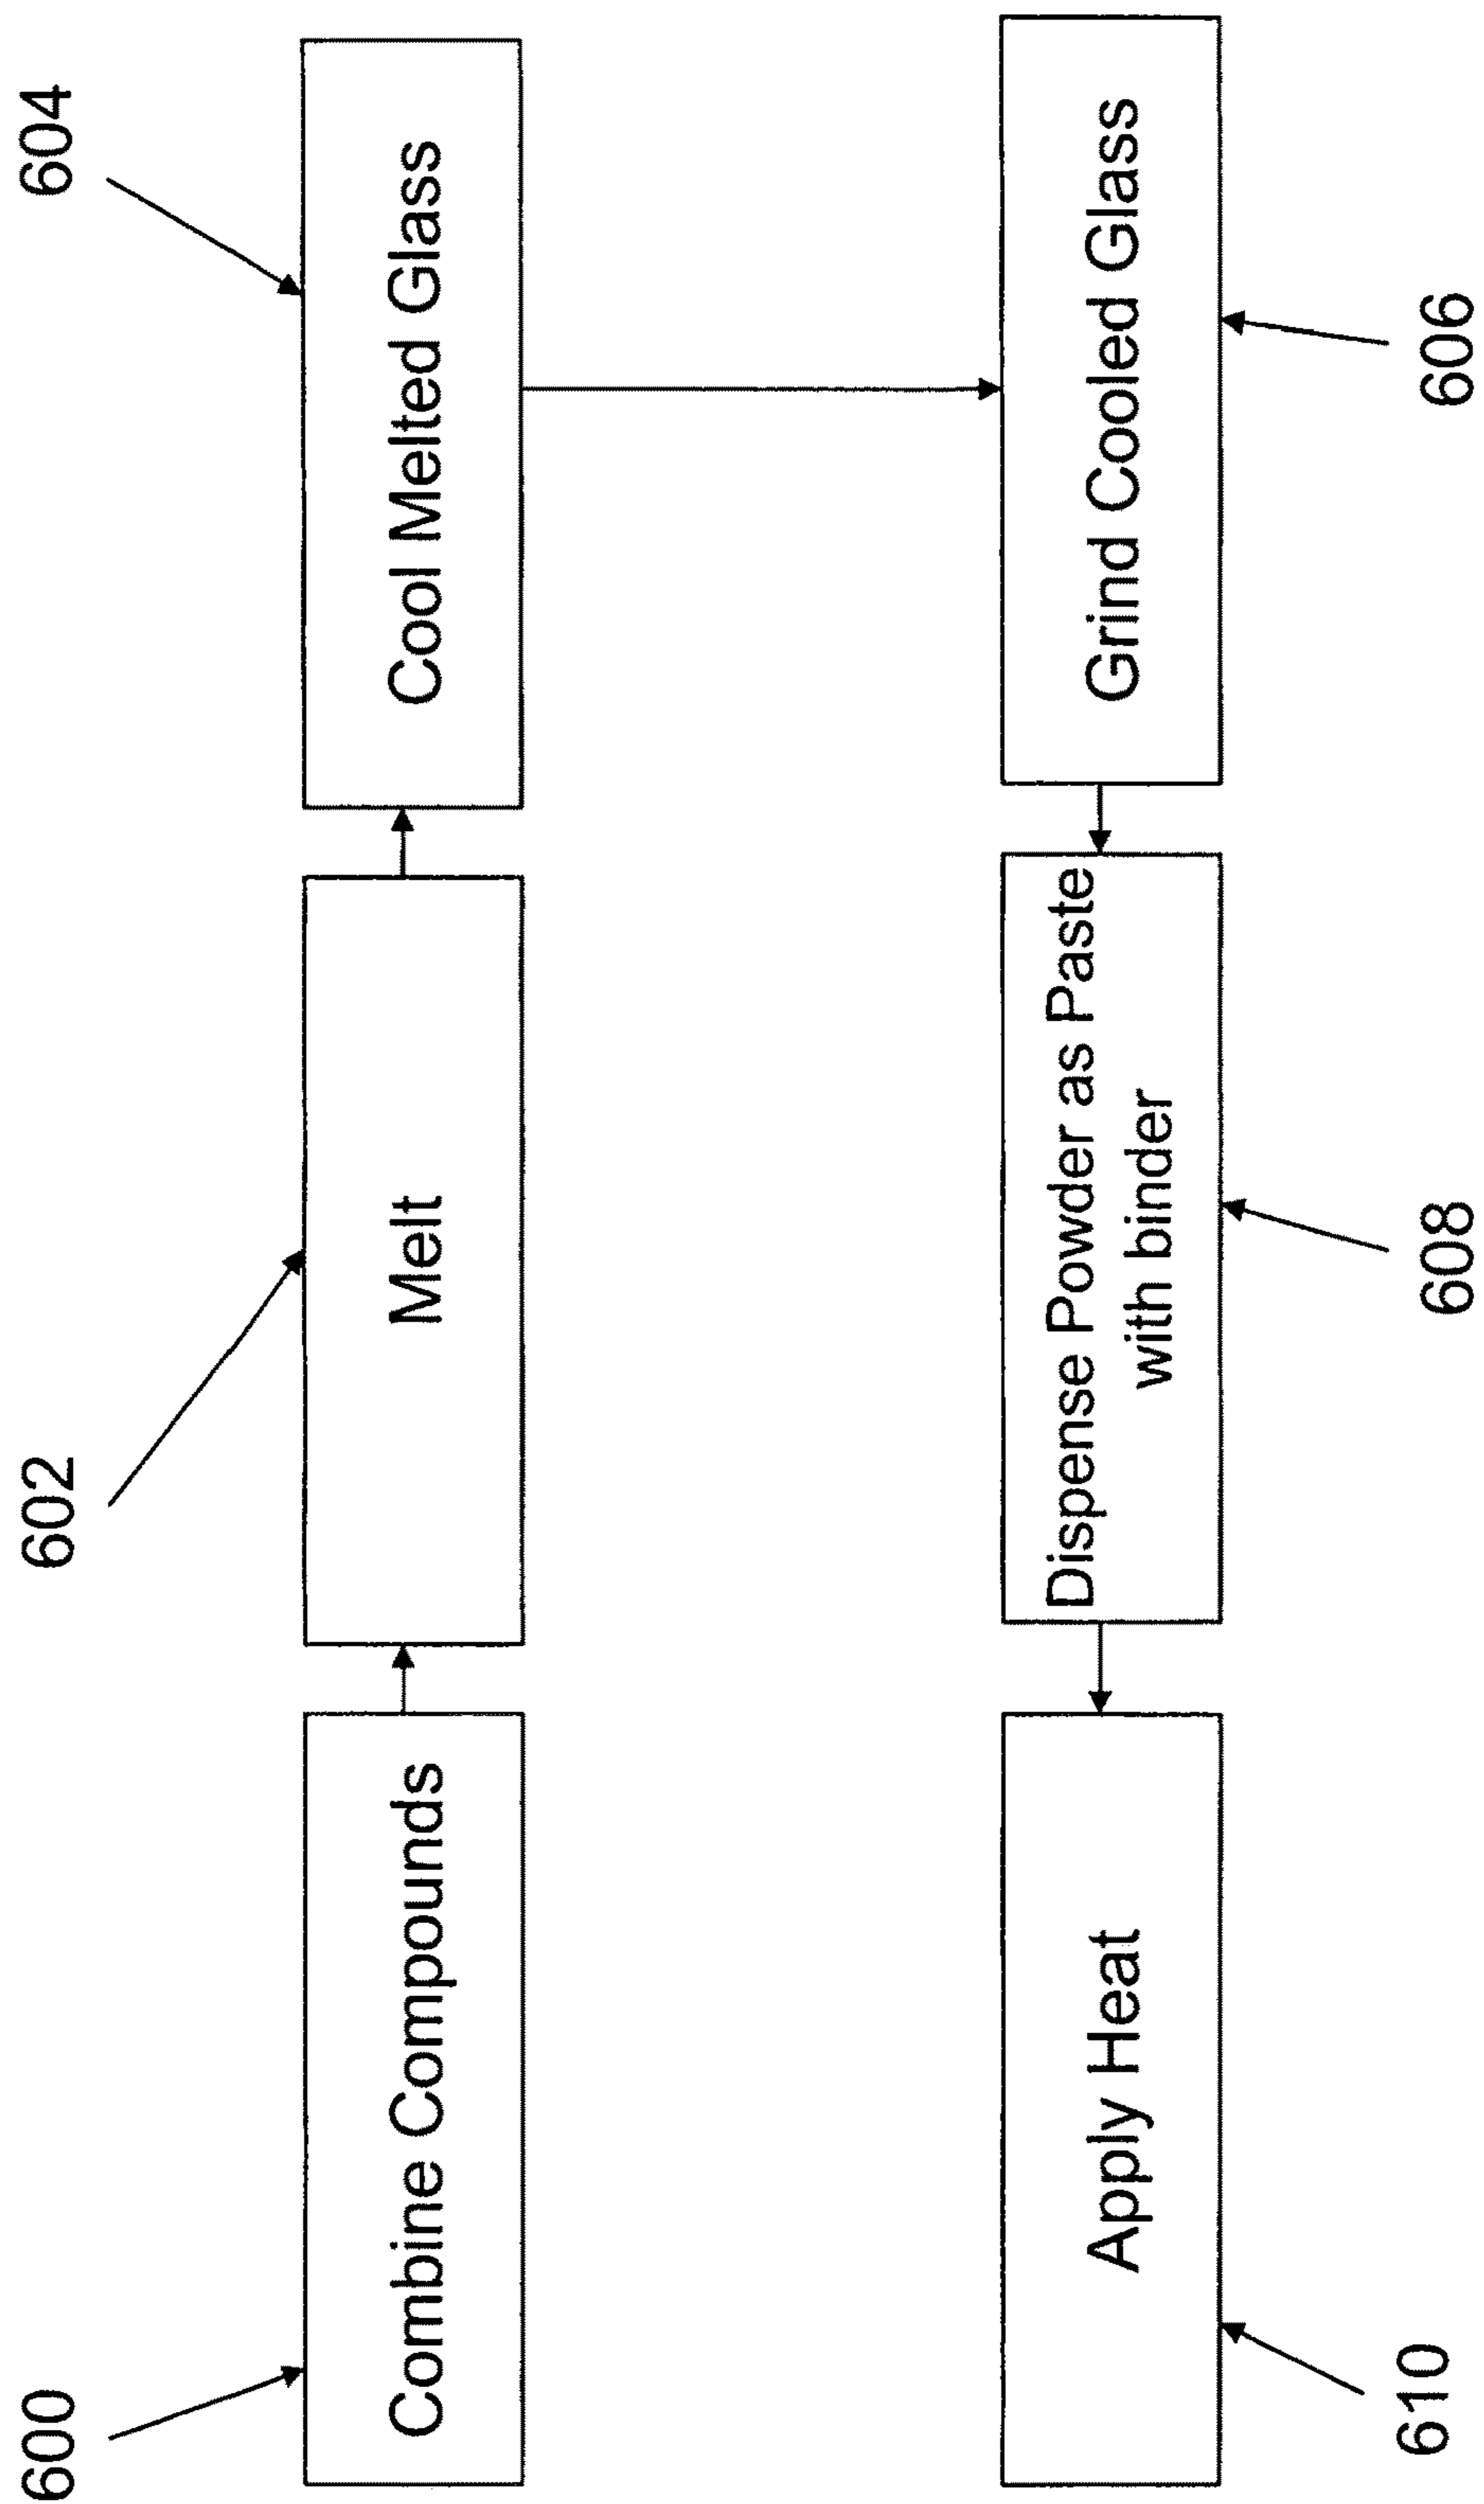 600
602
604
Combine Compounds
Melt
Cool Melted Glass
Apply Heat
Dispense Powder as Paste
with binder
Grind Cooled Glass
610
608
606